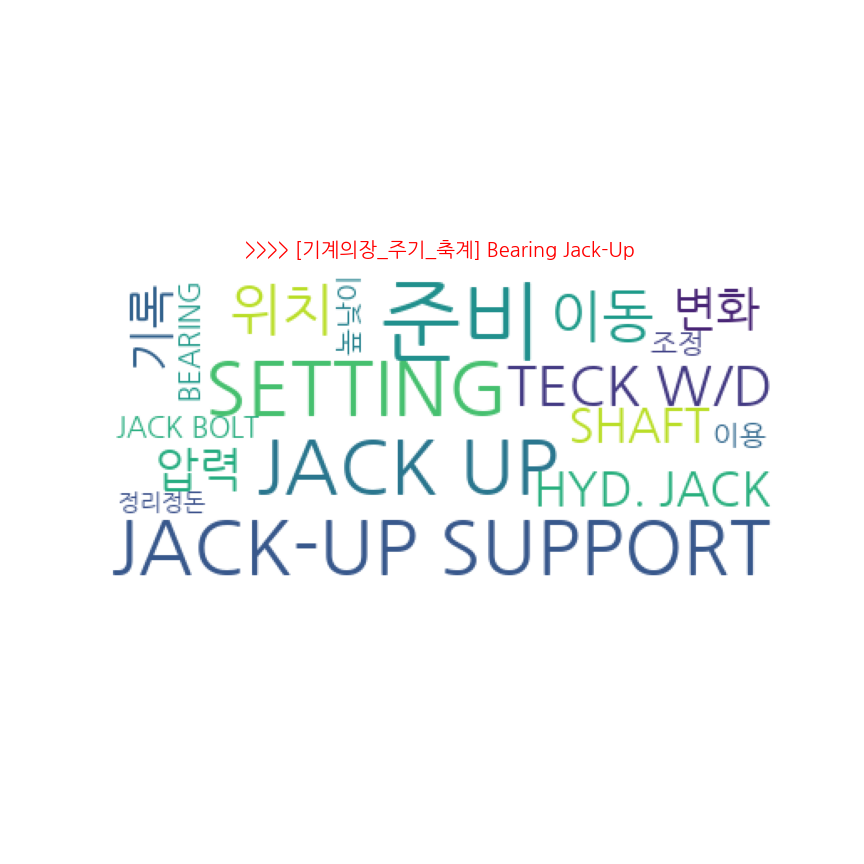 >>>> [기계의장_주기_축계] Bearing Jack-Up
기록
BEARING
위치
높낮이
준비
이동
변화
조정
SETTING
TECK W/D
JACK BOLT
SHAFT
이용
압력
JACK UP
HYD. JACK
정리정돈
JACK-UP SUPPORT